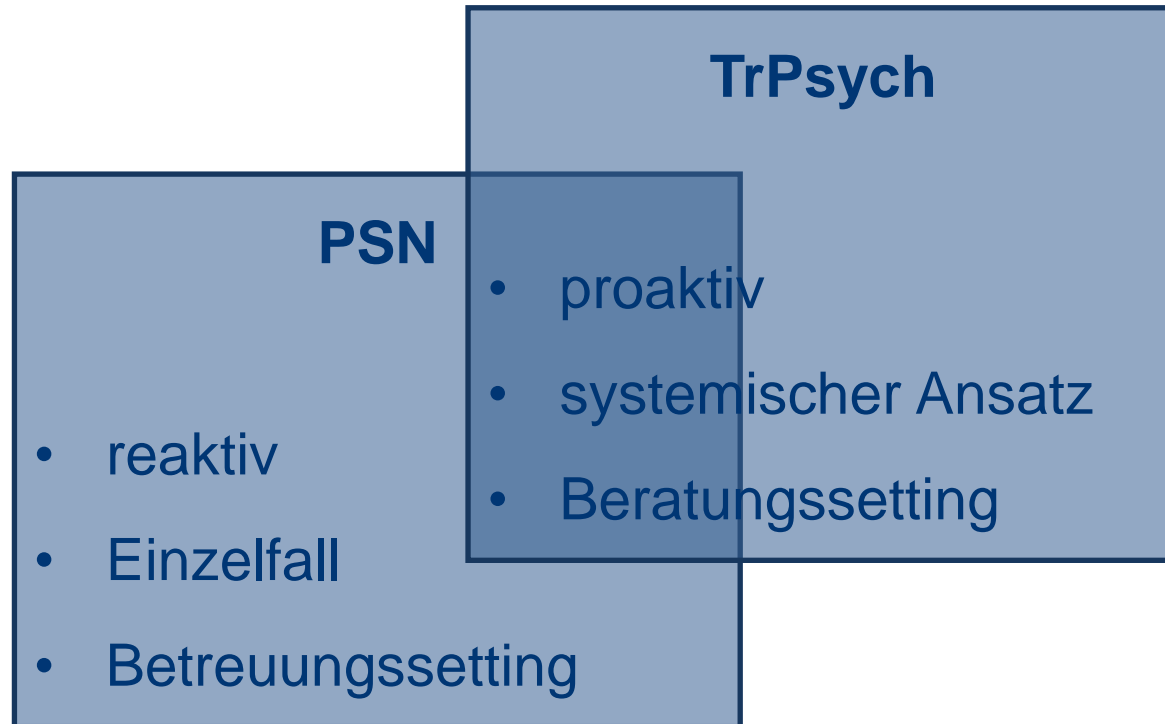 TrPsych
• proaktiv
• systemischer Ansatz
• Beratungssetting
PSN
• reaktiv
• Einzelfall
• Betreuungssetting